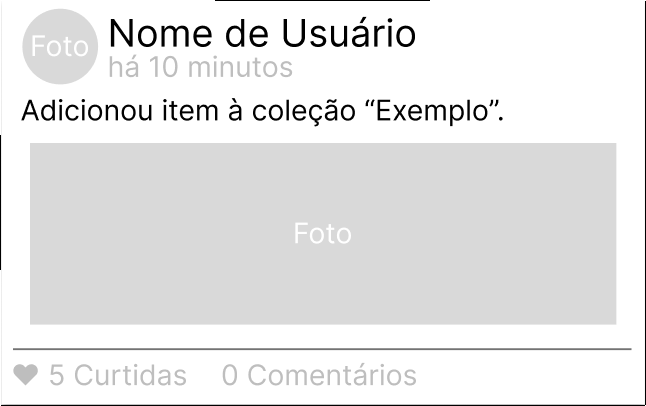 Foto
Nome de Usuário
há 10 minutos
Adicionou item à coleção “Exemplo”.
Foto
5 Curtidas 0 Comentários